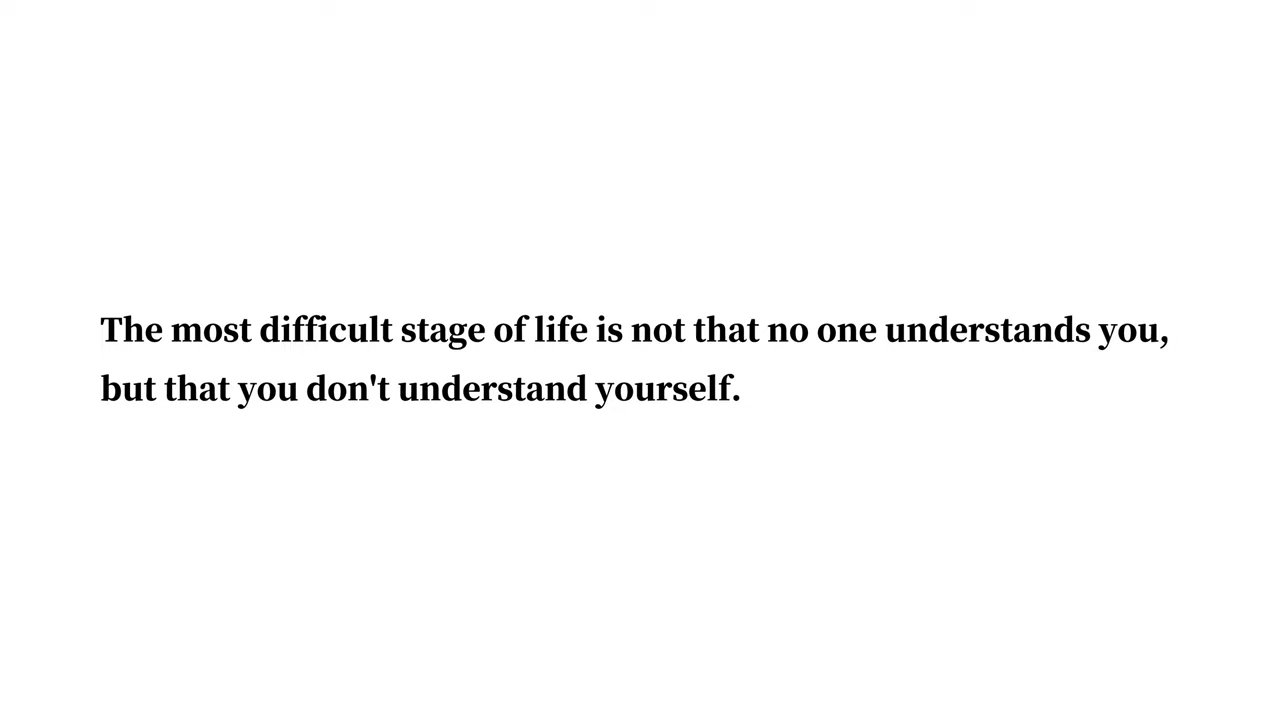 The most difficult stage of life is not that no one understands you,
but that you don't understand yourself.